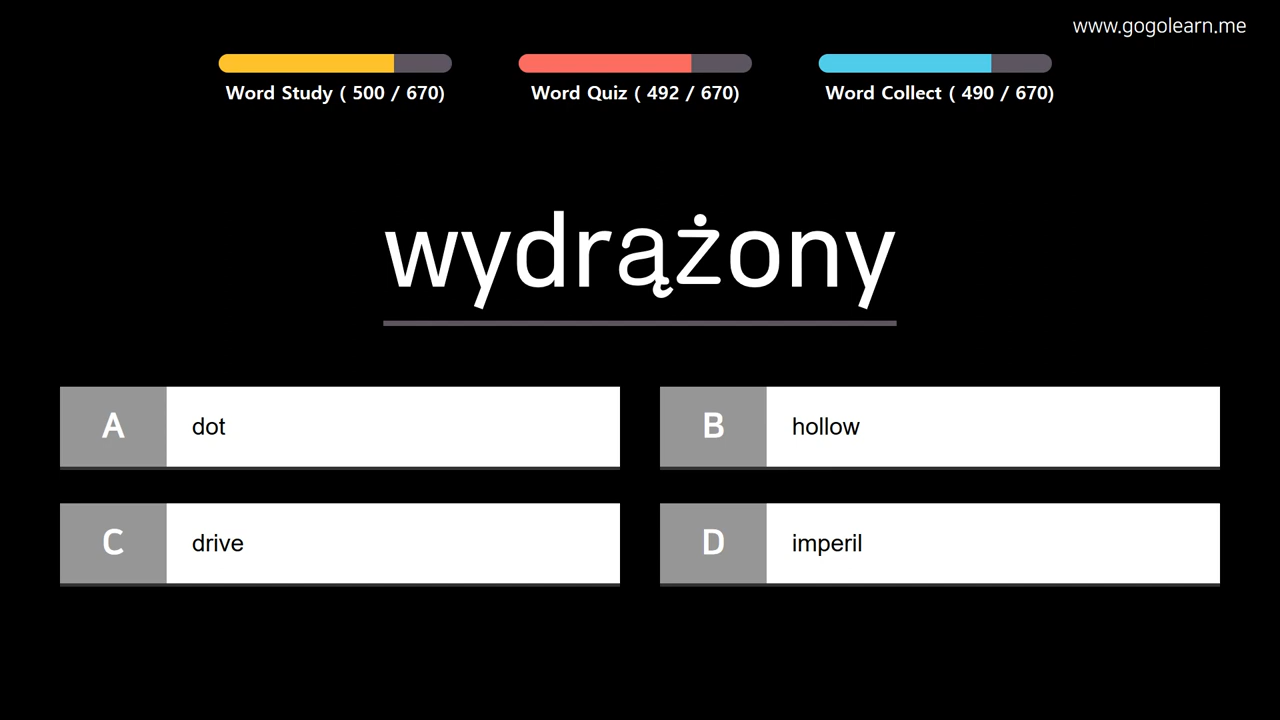 www.gogolearn.me
Word Study ( 500 / 670)
Word Quiz ( 492 / 670)
Word Collect ( 490 / 670)
wydrążony
A dot
B hollow
C drive
D imperil